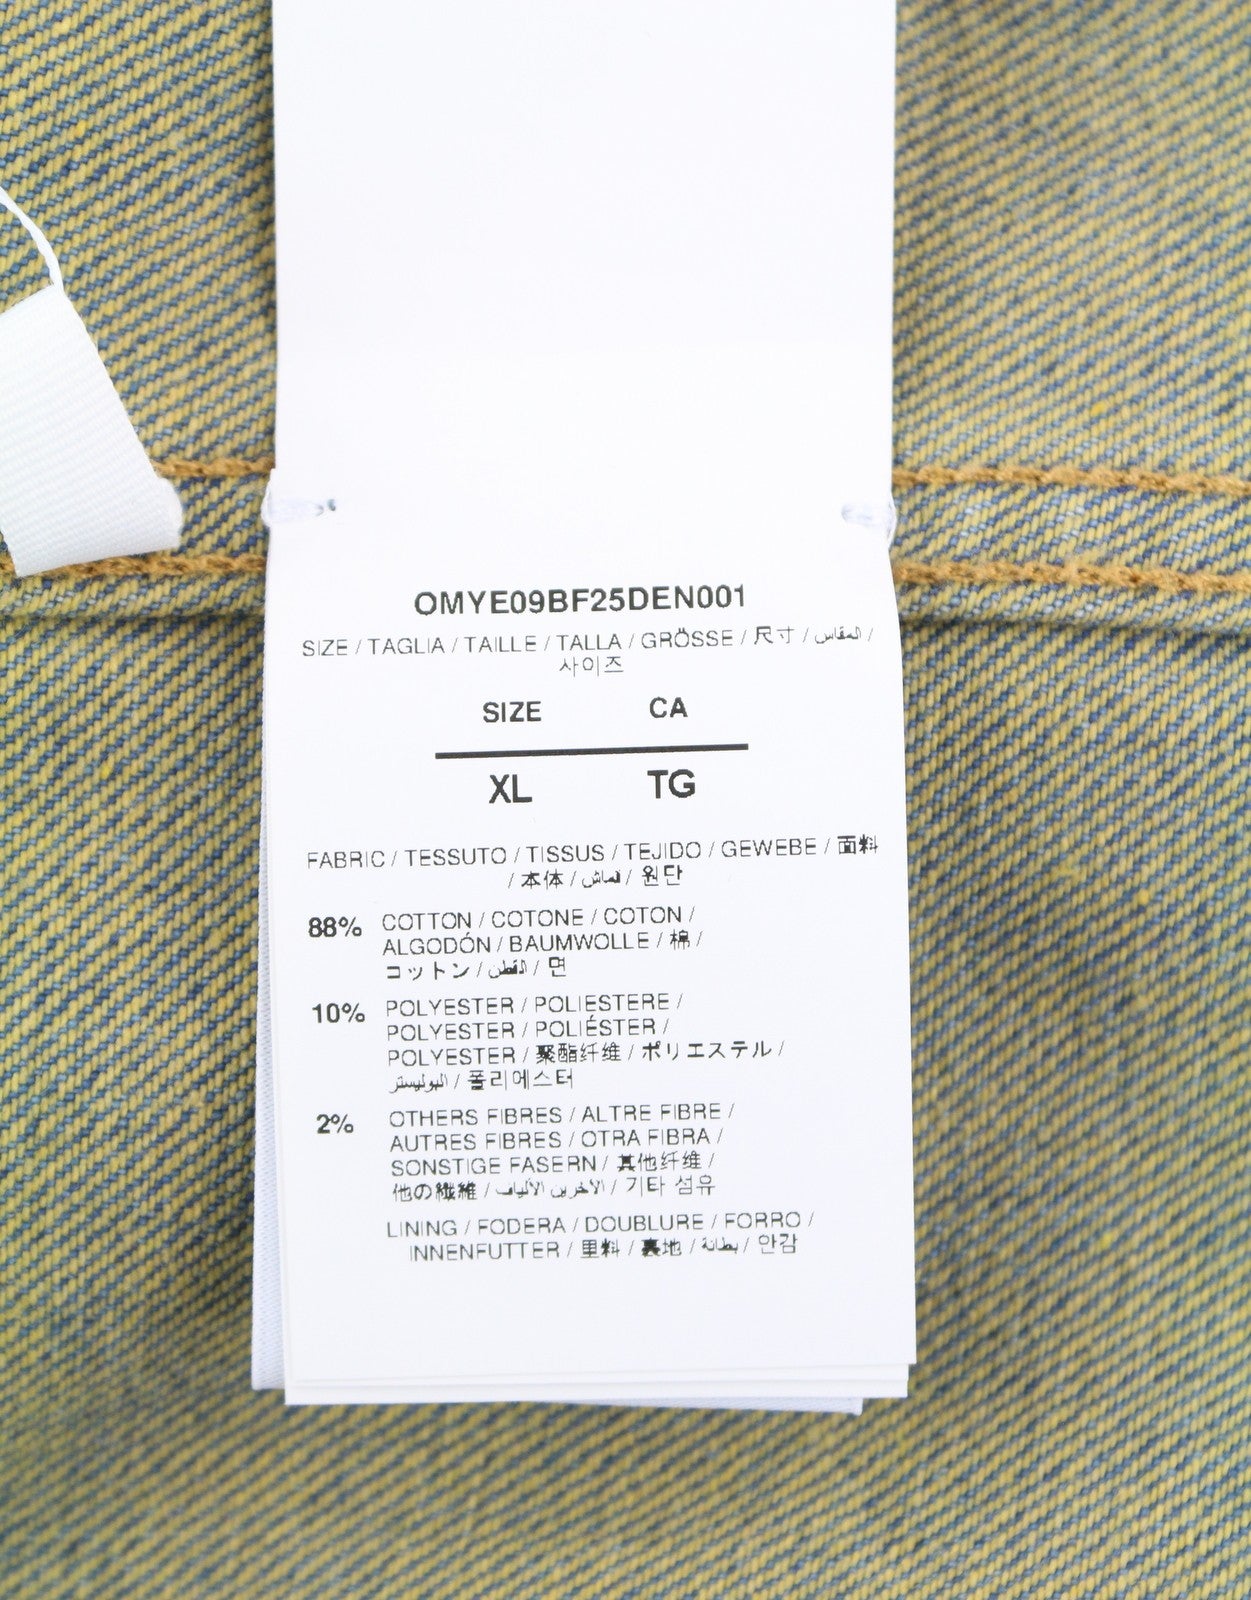 OMYE09BF25DEN001
SIZE / TAGLIA / TAILLE / TALLA / GRÖSSE / 尺寸 / المقاس /
사이즈
SIZE CA
XL TG
FABRIC / TESSUTO / TISSUS / TEJIDO / GEWEBE / 面料
/ 本体 / قماش / 원단
88% COTTON / COTONE / COTON /
ALGODÓN / BAUMWOLLE / 棉 /
コットン / القطن / 면
10% POLYESTER / POLIESTERE /
POLYESTER / POLIÉSTER /
POLYESTER / 聚酯纤维 / ポリエステル /
البوليستر / 폴리에스터
2% OTHERS FIBRES / ALTRE FIBRE /
AUTRES FIBRES / OTRA FIBRA /
SONSTIGE FASERN / 其他纤维 /
他の繊維 / الآخرين الألياف / 기타 섬유
LINING / FODERA / DOUBLURE / FORRO /
INNENFUTTER / 里料 / 裏地 / بطانة / 안감